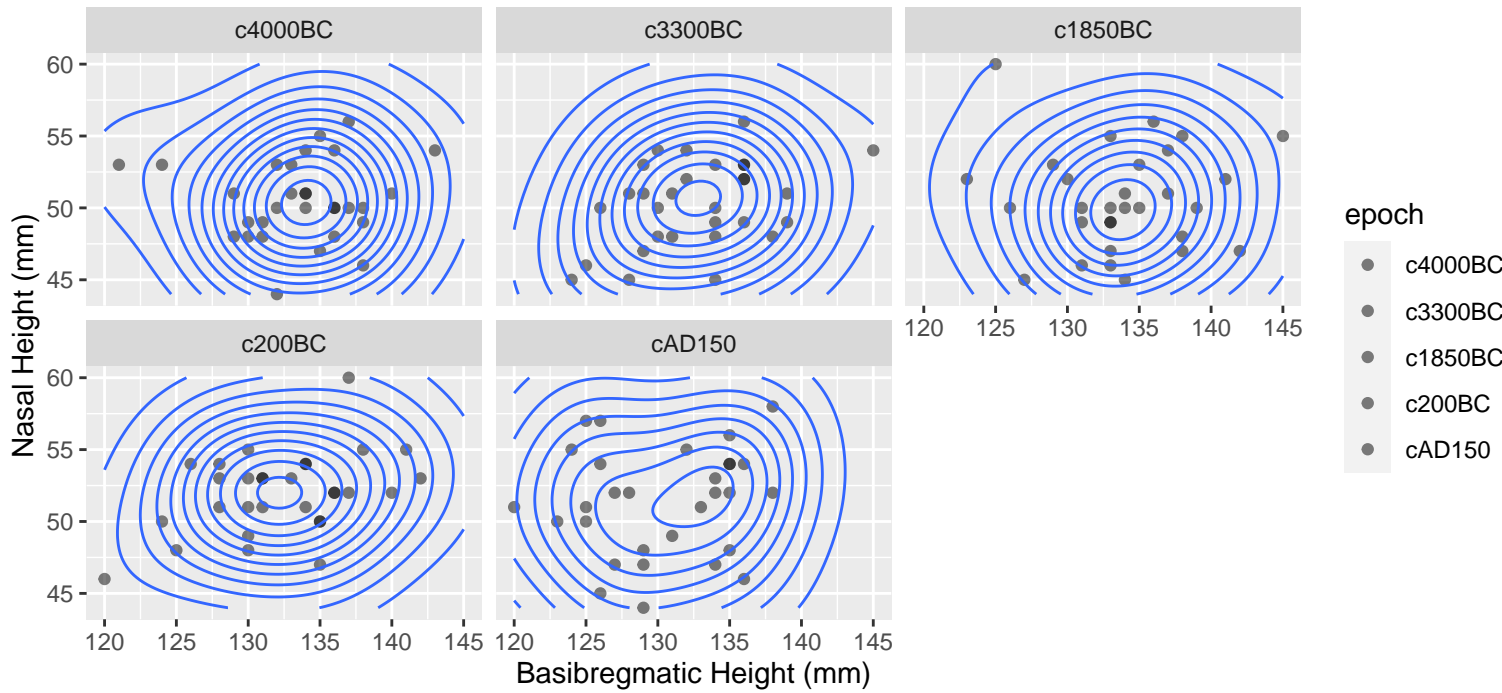 c4000BC c3300BC c1850BC
60
55
50
45
120 125 130 135 140 145
c200BC cAD150
60
55
50
45
120 125 130 135 140 145 120 125 130 135 140 145
Nasal Height (mm)
Basibregmatic Height (mm)
epoch
c4000BC
c3300BC
c1850BC
c200BC
cAD150